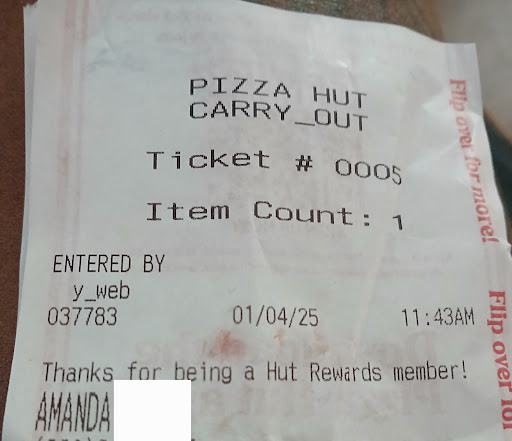 PIZZA HUT
CARRY_OUT
Ticket # 0005
Item Count: 1
ENTERED BY
y_web
037783 01/04/25 11:43AM
Thanks for being a Hut Rewards member!
AMANDA
Flip over for more!
Flip over for